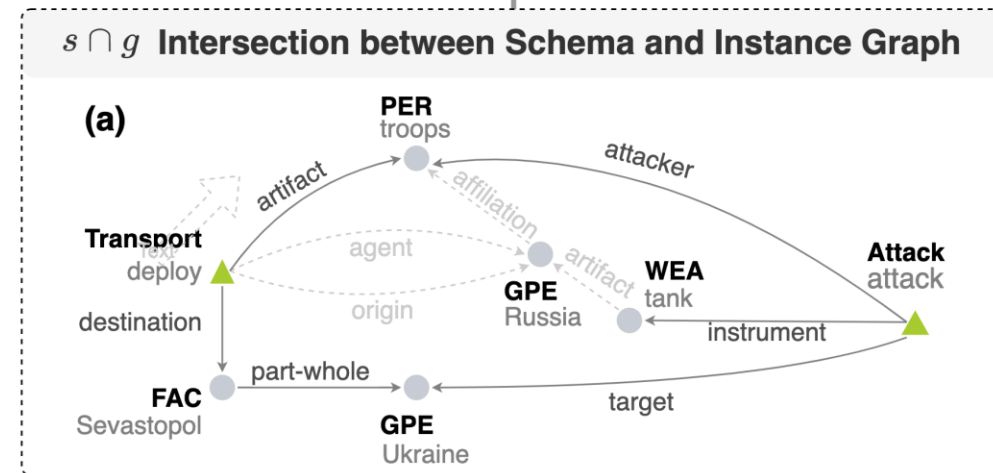 s ∩ g Intersection between Schema and Instance Graph
(a)
PER
troops
artifact
attacker
affiliation
Transport
Text
deploy
agent
artifact
Attack
attack
WEA
tank
GPE
Russia
origin
destination
instrument
part-whole
FAC
Sevastopol
target
GPE
Ukraine